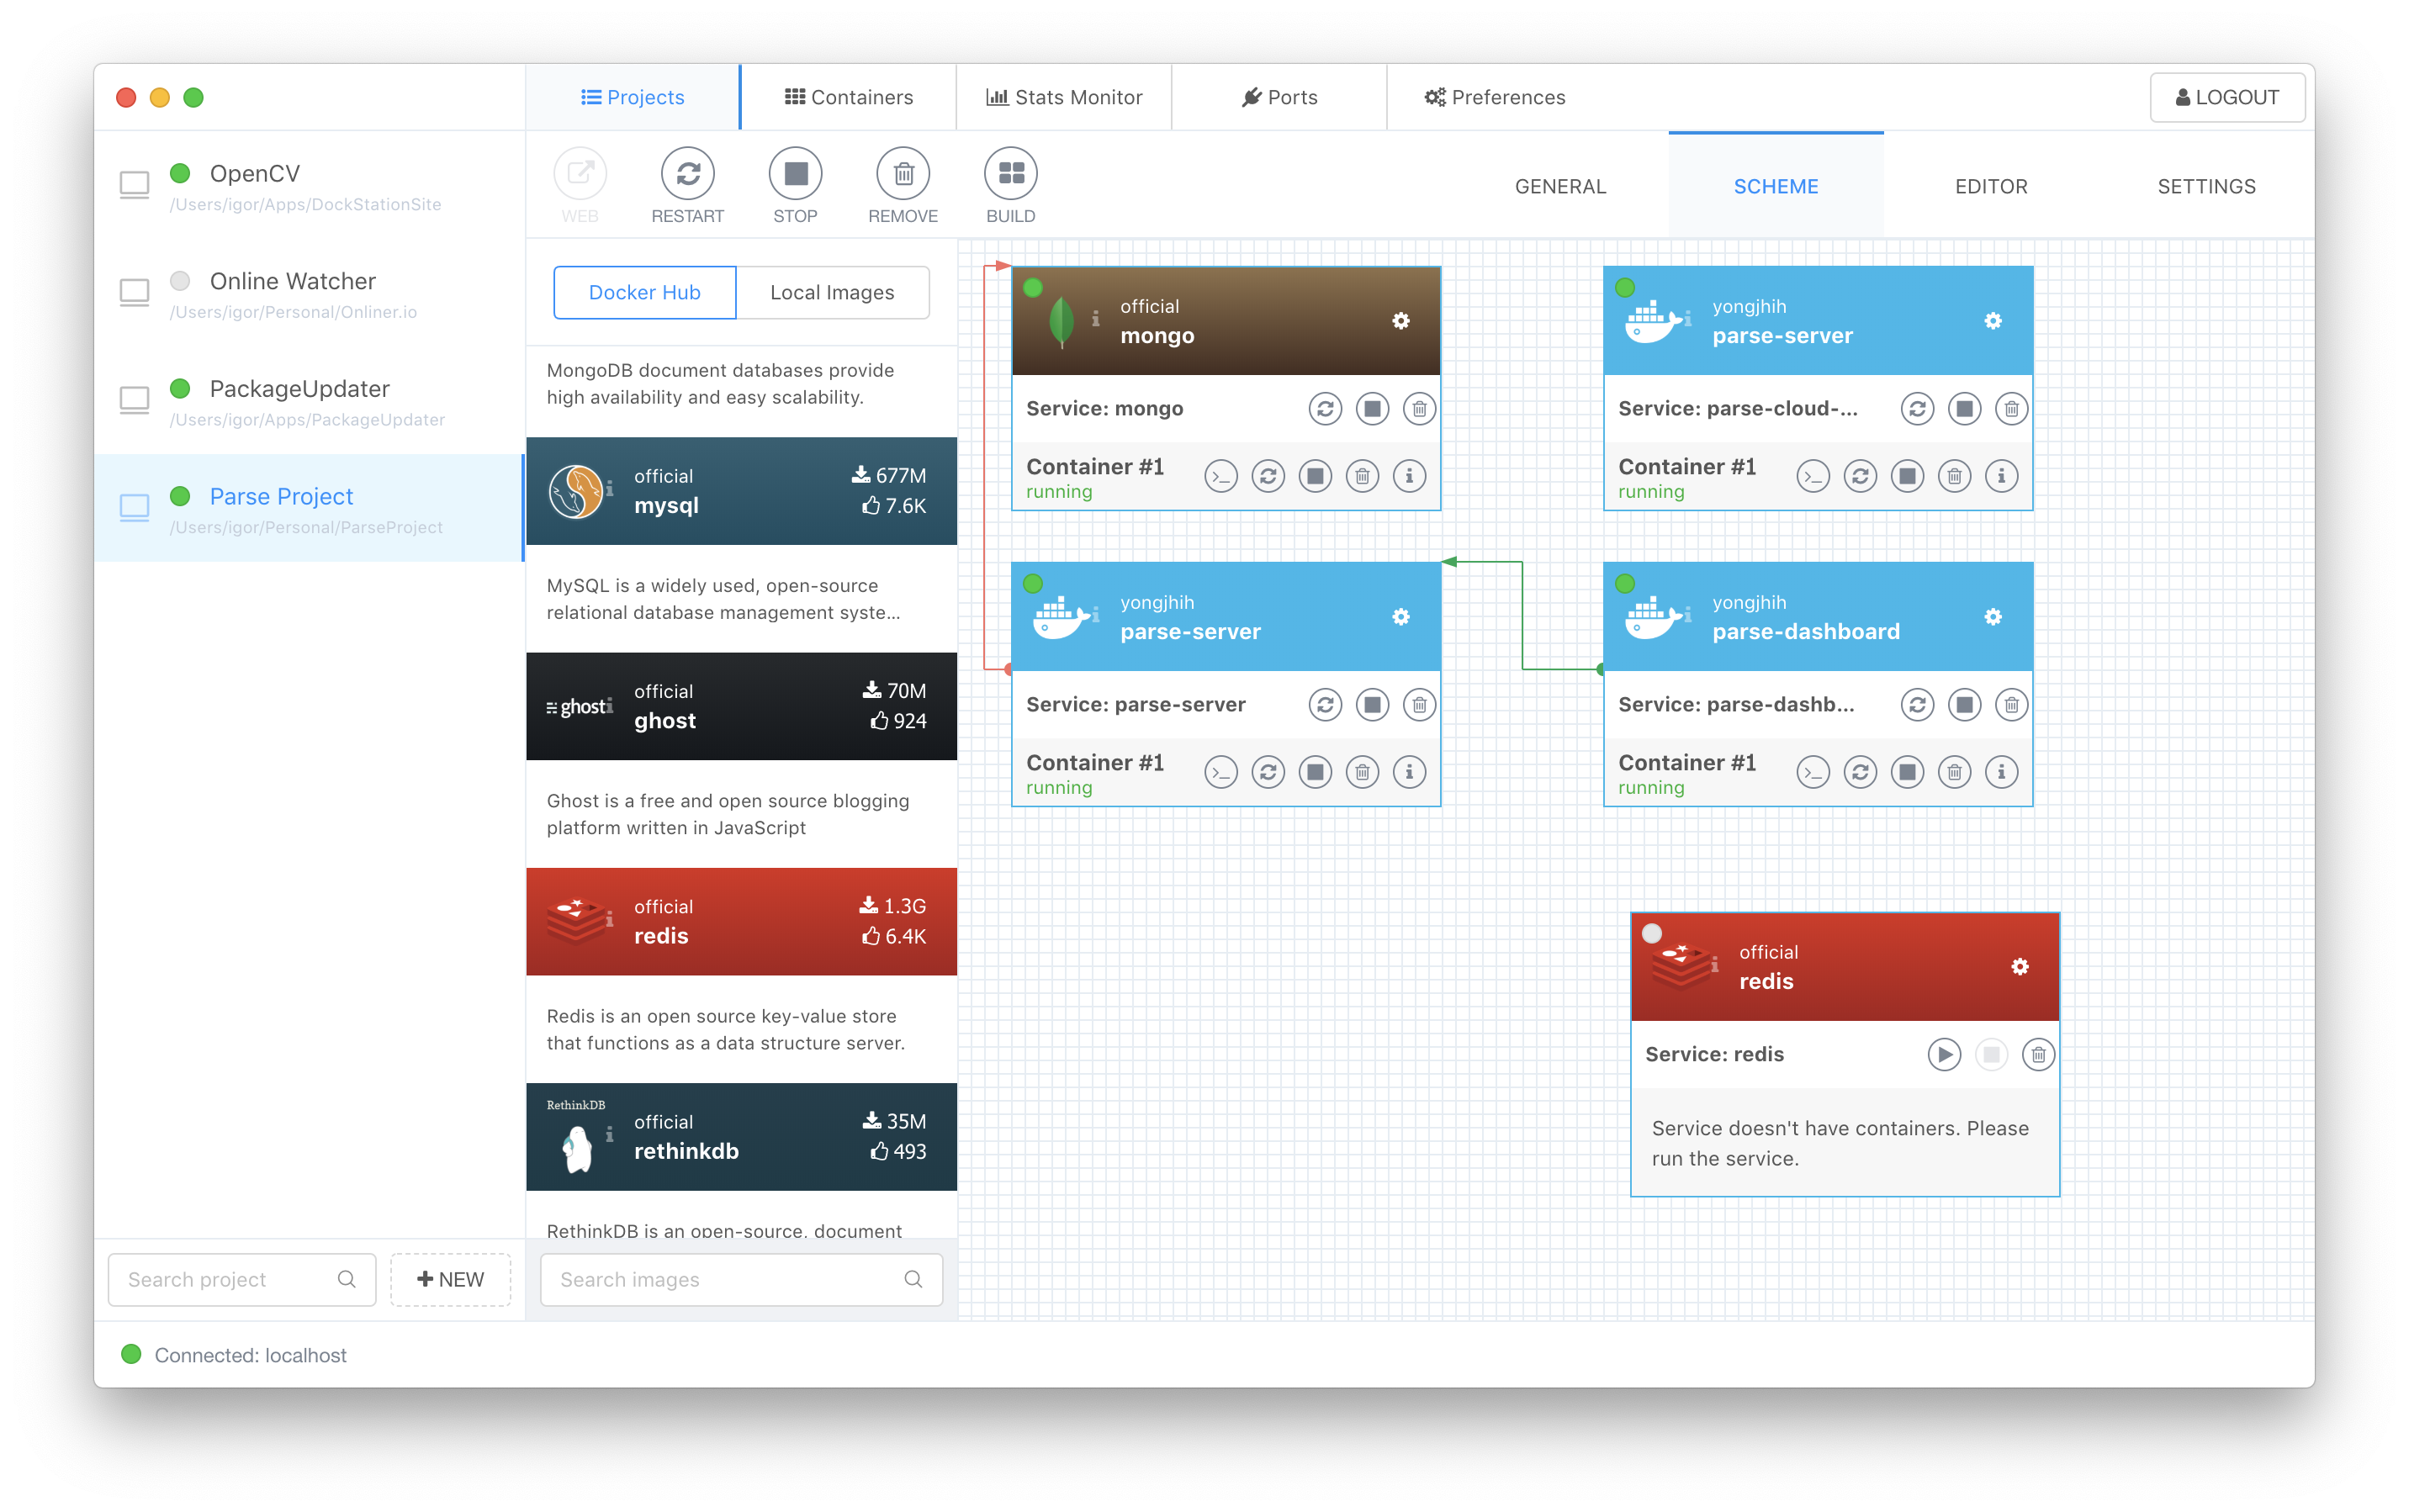 Projects
Containers
Stats Monitor
Ports
Preferences
LOGOUT
OpenCV
/Users/igor/Apps/DockStationSite
Online Watcher
/Users/igor/Personal/Onliner.io
PackageUpdater
/Users/igor/Apps/PackageUpdater
Parse Project
/Users/igor/Personal/ParseProject
Search project
NEW
WEB
RESTART
STOP
REMOVE
BUILD
GENERAL
SCHEME
EDITOR
SETTINGS
Docker Hub
Local Images
MongoDB document databases provide
high availability and easy scalability.
official
mysql
677M
7.6K
MySQL is a widely used, open-source
relational database management syste...
ghost
official
ghost
70M
924
Ghost is a free and open source blogging
platform written in JavaScript
official
redis
1.3G
6.4K
Redis is an open source key-value store
that functions as a data structure server.
RethinkDB
official
rethinkdb
35M
493
RethinkDB is an open-source, document
Search images
official
mongo
Service: mongo
Container #1
running
yongjhih
parse-server
Service: parse-cloud-...
Container #1
running
yongjhih
parse-server
Service: parse-server
Container #1
running
yongjhih
parse-dashboard
Service: parse-dashb...
Container #1
running
official
redis
Service: redis
Service doesn't have containers. Please
run the service.
Connected: localhost